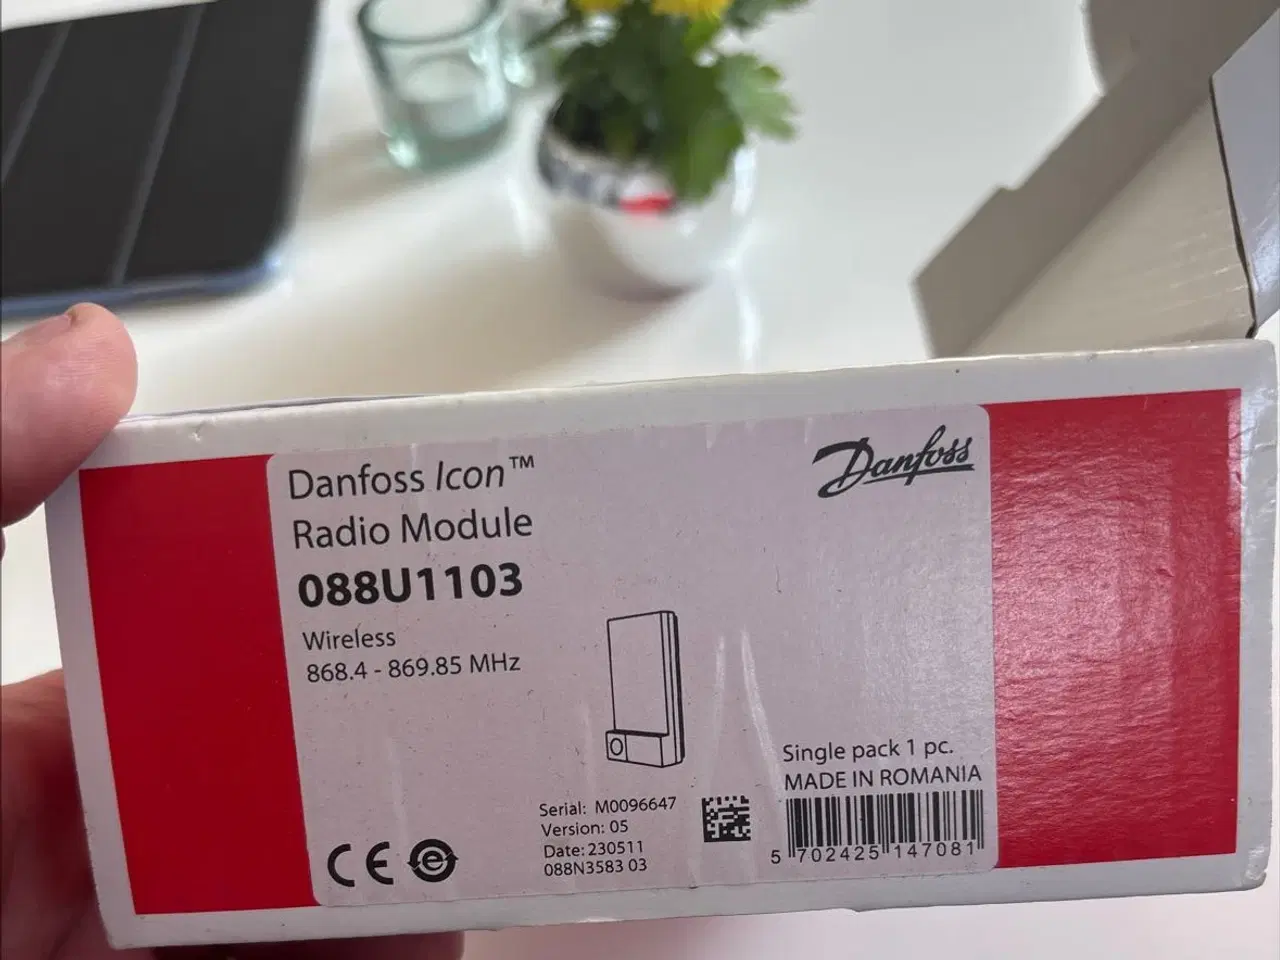 Danfoss Icon™
Radio Module
088U1103
Wireless
868.4 - 869.85 MHz
Danfoss
Single pack 1 pc.
MADE IN ROMANIA
Serial: M0096647
Version: 05
Date: 230511
088N3583 03
CE e
5 702425 147081